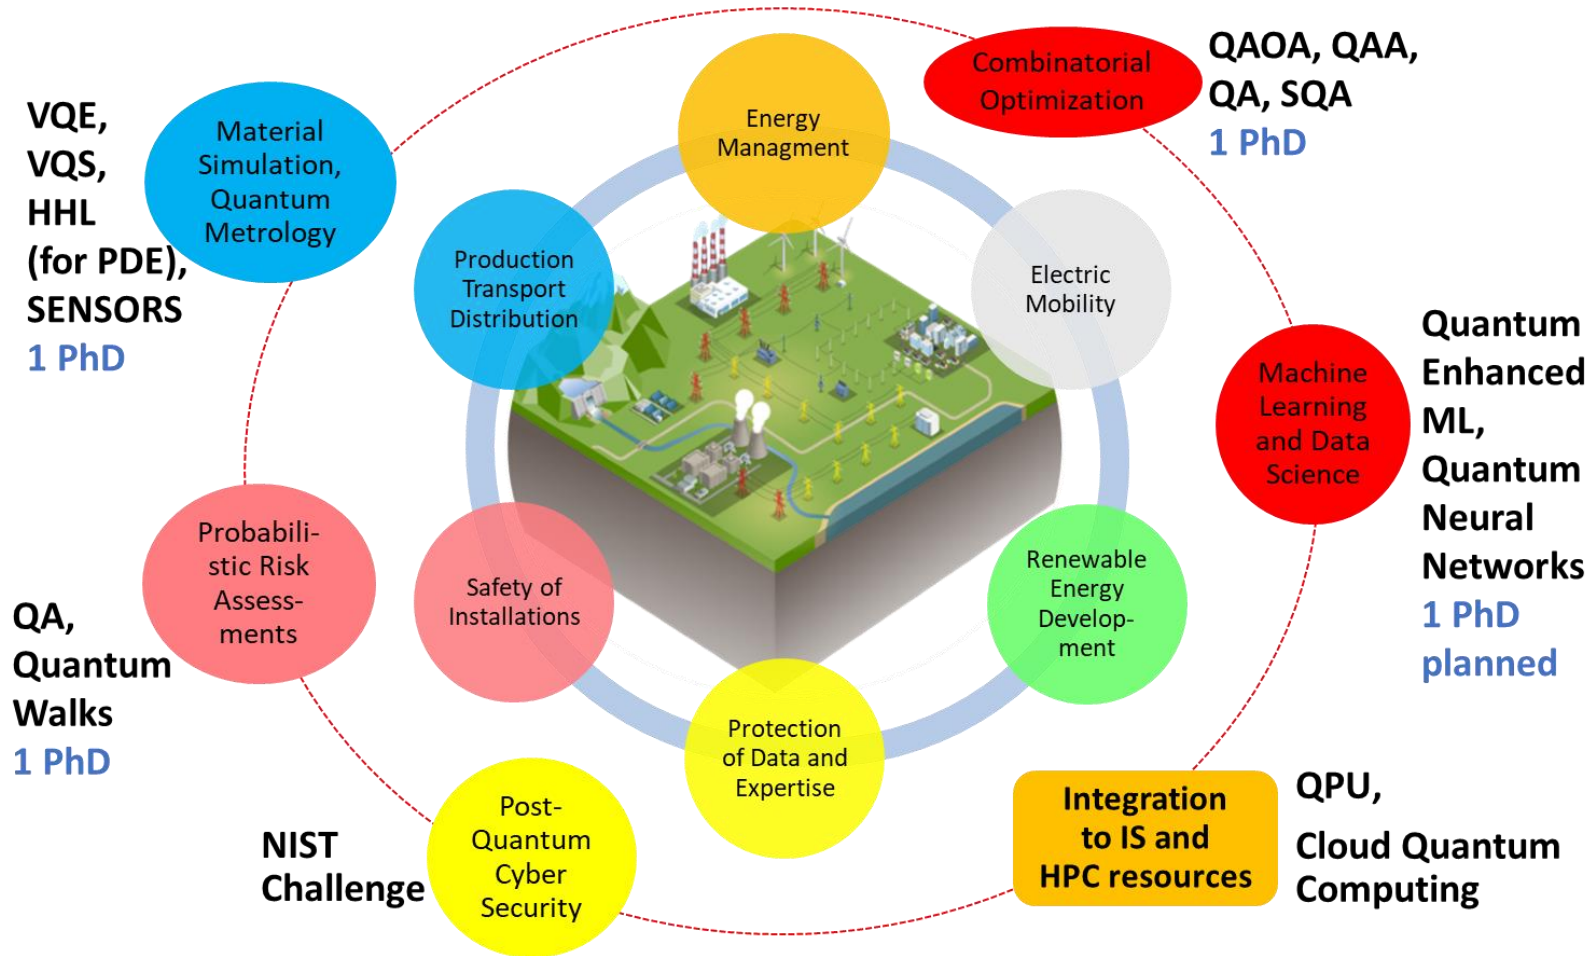 Combinatorial
Optimization
QAOA, QAA,
QA, SQA
1 PhD
VQE,
VQS,
HHL
(for PDE),
SENSORS
1 PhD
Material
Simulation,
Quantum
Metrology
Energy
Managment
Production
Transport
Distribution
Electric
Mobility
Machine
Learning
and Data
Science
Quantum
Enhanced
ML,
Quantum
Neural
Networks
1 PhD
planned
Probabili-
stic Risk
Assess-
ments
QA,
Quantum
Walks
1 PhD
Safety of
Installations
Renewable
Energy
Develop-
ment
Protection
of Data and
Expertise
Post-
Quantum
Cyber
Security
NIST
Challenge
Integration
to IS and
HPC resources
QPU,
Cloud Quantum
Computing